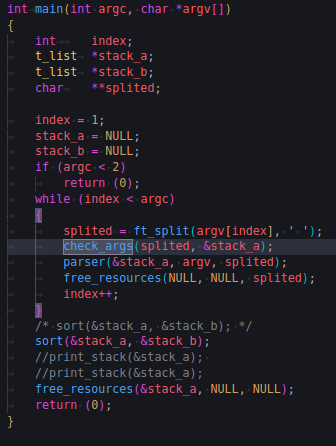 int main(int argc, char *argv[])
{
int index;
t_list *stack_a;
t_list *stack_b;
char **splited;
index = 1;
stack_a = NULL;
stack_b = NULL;
if (argc < 2)
return (0);
while (index < argc)
{
splited = ft_split(argv[index], ' ');
check_args(splited, &stack_a);
parser(&stack_a, argv, splited);
free_resources(NULL, NULL, splited);
index++;
}
/* sort(&stack_a, &stack_b); */
sort(&stack_a, &stack_b);
//print_stack(&stack_a);
//print_stack(&stack_a);
free_resources(&stack_a, NULL, NULL);
return (0);
}